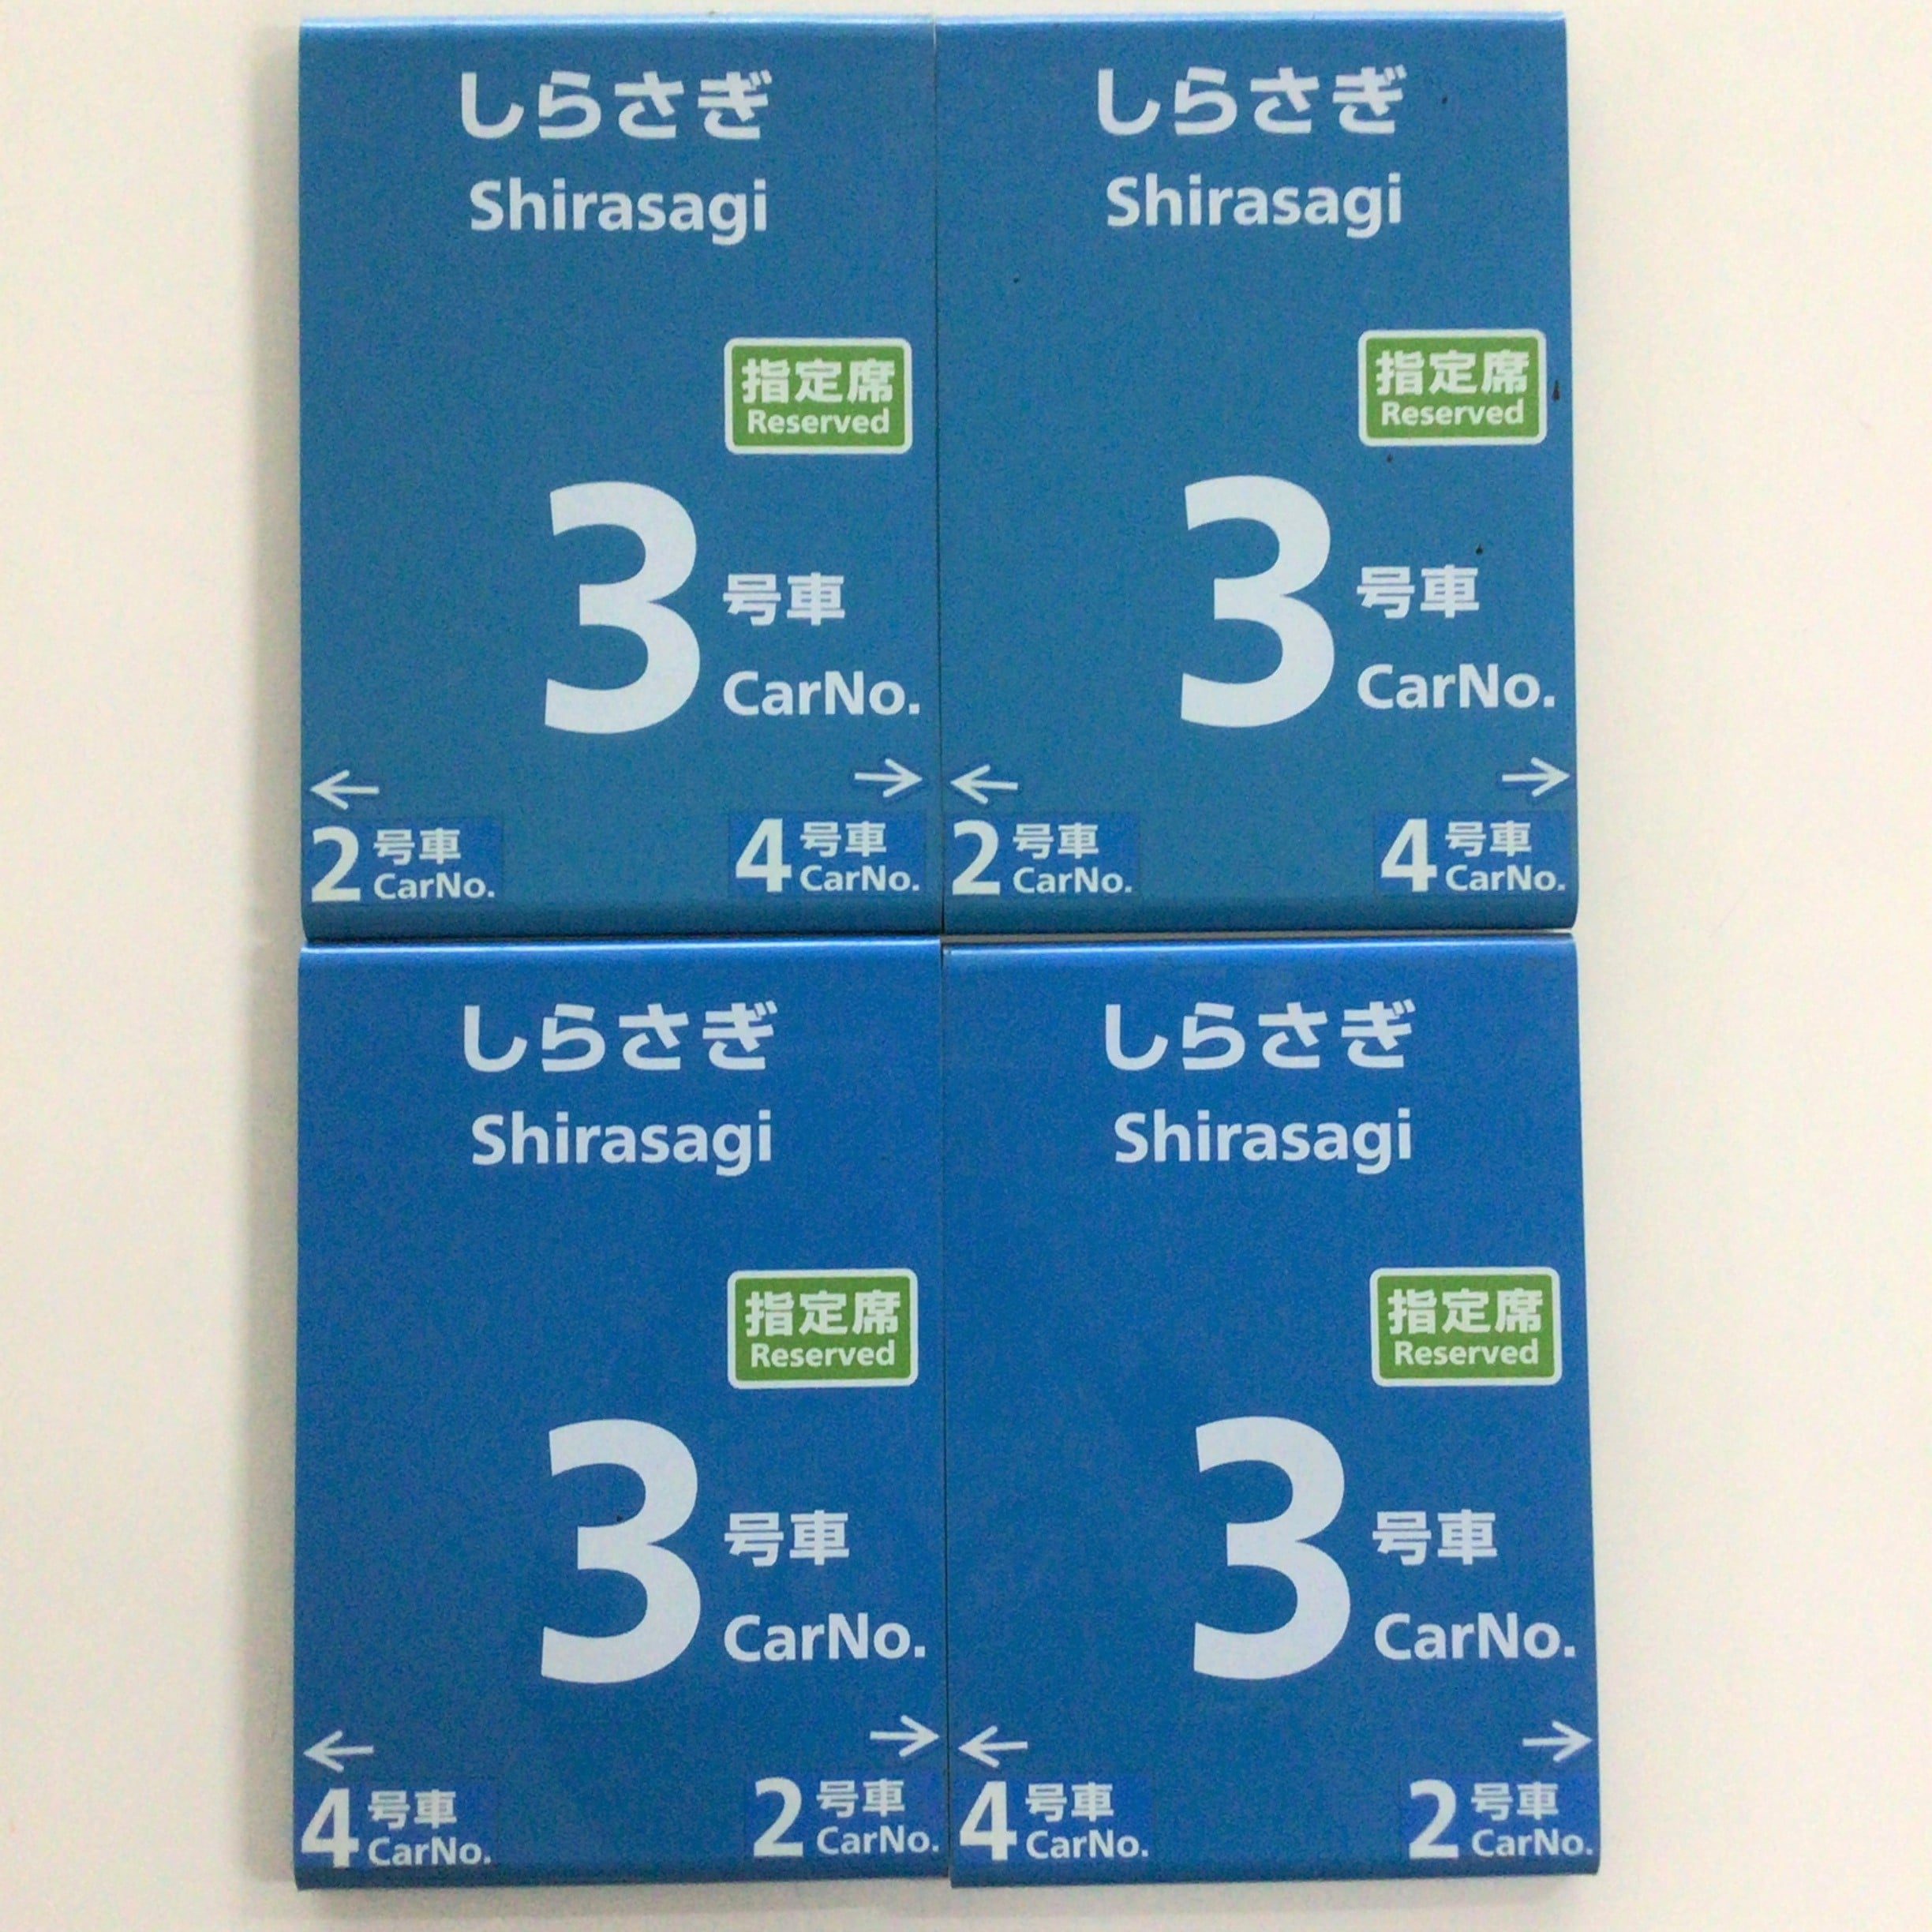 しらさぎ
Shirasagi
指定席
Reserved
3 号車
CarNo.
← →
2 号車 CarNo. 4 号車 CarNo.
しらさぎ
Shirasagi
指定席
Reserved
3 号車
CarNo.
← →
2 号車 CarNo. 4 号車 CarNo.
しらさぎ
Shirasagi
指定席
Reserved
3 号車
CarNo.
← →
4 号車 CarNo. 2 号車 CarNo.
しらさぎ
Shirasagi
指定席
Reserved
3 号車
CarNo.
← →
4 号車 CarNo. 2 号車 CarNo.